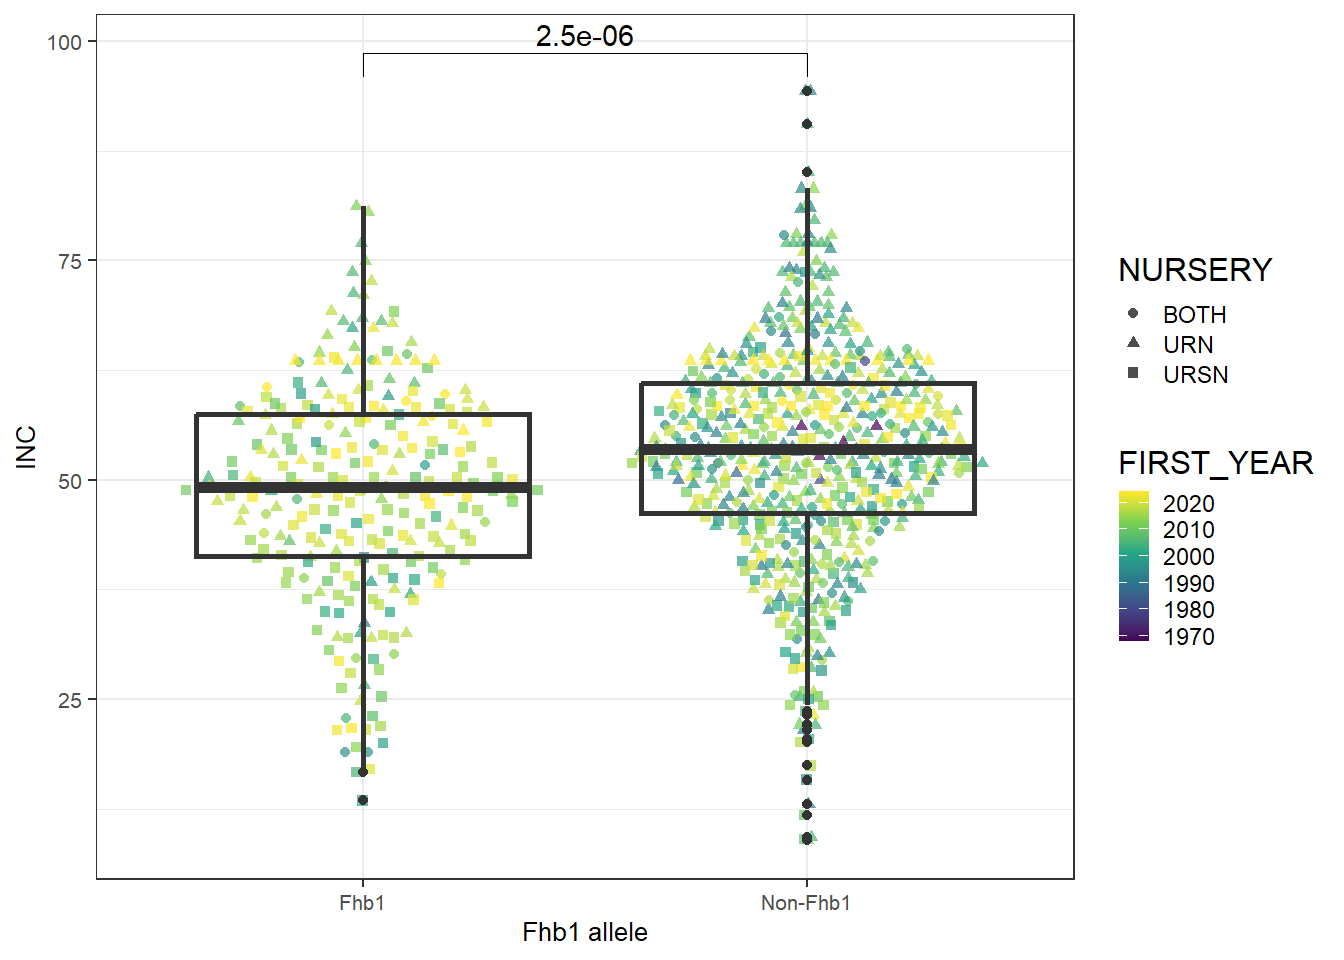 2.5e-06
100
75
50
25
INC
Fhb1
Non-Fhb1
Fhb1 allele
NURSERY
BOTH
URN
URSN
FIRST_YEAR
2020
2010
2000
1990
1980
1970